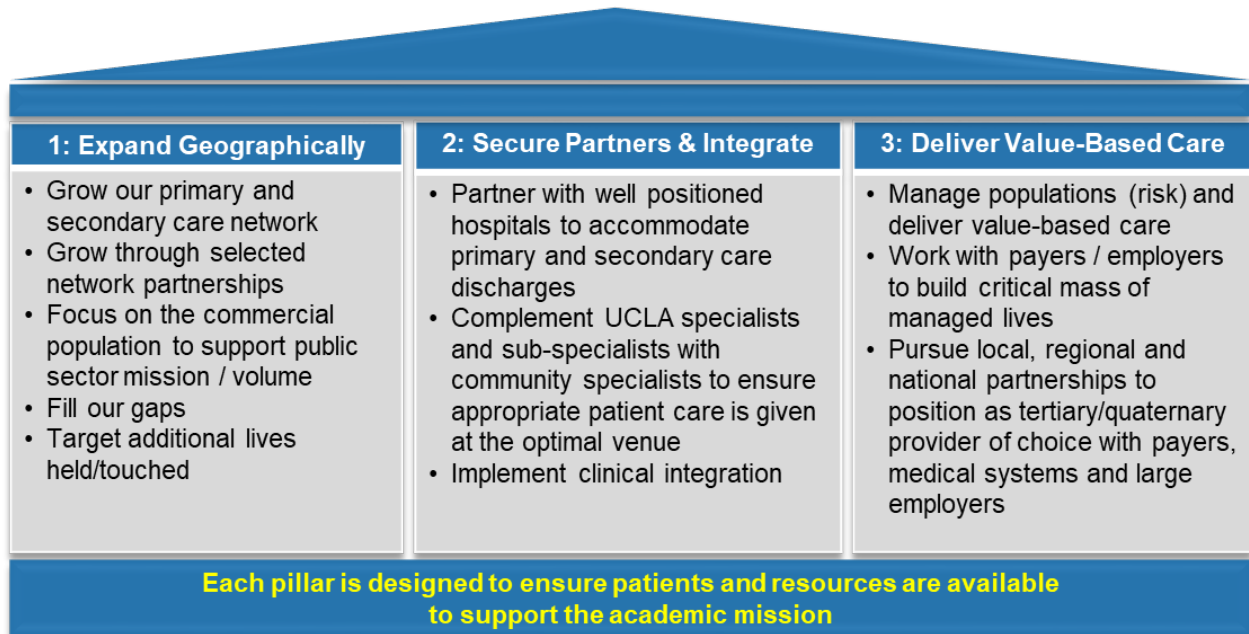 1: Expand Geographically
• Grow our primary and
secondary care network
• Grow through selected
network partnerships
• Focus on the commercial
population to support public
sector mission / volume
• Fill our gaps
• Target additional lives
held/touched
2: Secure Partners & Integrate
• Partner with well positioned
hospitals to accommodate
primary and secondary care
discharges
• Complement UCLA specialists
and sub-specialists with
community specialists to ensure
appropriate patient care is given
at the optimal venue
• Implement clinical integration
3: Deliver Value-Based Care
• Manage populations (risk) and
deliver value-based care
• Work with payers / employers
to build critical mass of
managed lives
• Pursue local, regional and
national partnerships to
position as tertiary/quaternary
provider of choice with payers,
medical systems and large
employers
Each pillar is designed to ensure patients and resources are available
to support the academic mission